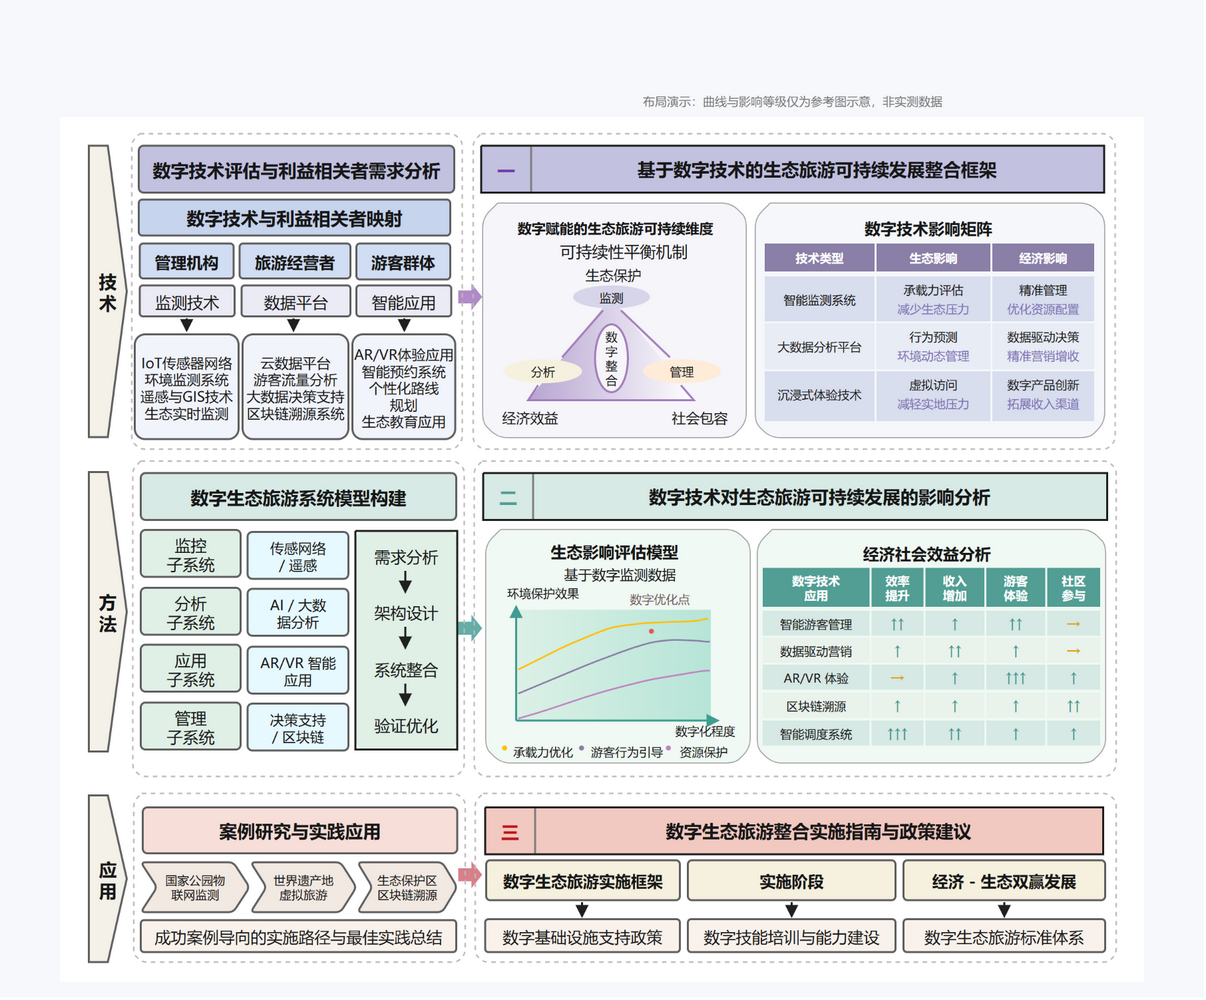 布局演示：曲线与影响等级仅为参考图示意，非实测数据
技术
数字技术评估与利益相关者需求分析
数字技术与利益相关者映射
管理机构
旅游经营者
游客群体
监测技术
数据平台
智能应用
IoT传感器网络
环境监测系统
遥感与GIS技术
生态实时监测
云数据平台
游客流量分析
大数据决策支持
区块链溯源系统
AR/VR体验应用
智能预约系统
个性化路线
规划
生态教育应用
一
基于数字技术的生态旅游可持续发展整合框架
数字赋能的生态旅游可持续维度
可持续性平衡机制
生态保护
监测
数字整合
分析
管理
经济效益
社会包容
数字技术影响矩阵
技术类型 生态影响 经济影响
智能监测系统
承载力评估
减少生态压力
精准管理
优化资源配置
大数据分析平台
行为预测
环境动态管理
数据驱动决策
精准营销增收
沉浸式体验技术
虚拟访问
减轻实地压力
数字产品创新
拓展收入渠道
方法
数字生态旅游系统模型构建
监控
子系统
传感网络
/ 遥感
分析
子系统
AI / 大数
据分析
应用
子系统
AR/VR 智能
应用
管理
子系统
决策支持
/ 区块链
需求分析
架构设计
系统整合
验证优化
二
数字技术对生态旅游可持续发展的影响分析
生态影响评估模型
基于数字监测数据
环境保护效果
数字优化点
数字化程度
承载力优化
游客行为引导
资源保护
经济社会效益分析
数字技术
应用
效率
提升
收入
增加
游客
体验
社区
参与
智能游客管理 ↑↑ ↑ ↑↑ →
数据驱动营销 ↑ ↑↑ ↑ →
AR/VR 体验 → ↑ ↑↑↑ ↑
区块链溯源 ↑ ↑ ↑ ↑↑
智能调度系统 ↑↑↑ ↑↑ ↑ ↑
应用
案例研究与实践应用
国家公园物
联网监测
世界遗产地
虚拟旅游
生态保护区
区块链溯源
成功案例导向的实施路径与最佳实践总结
三
数字生态旅游整合实施指南与政策建议
数字生态旅游实施框架
实施阶段
经济 - 生态双赢发展
数字基础设施支持政策
数字技能培训与能力建设
数字生态旅游标准体系